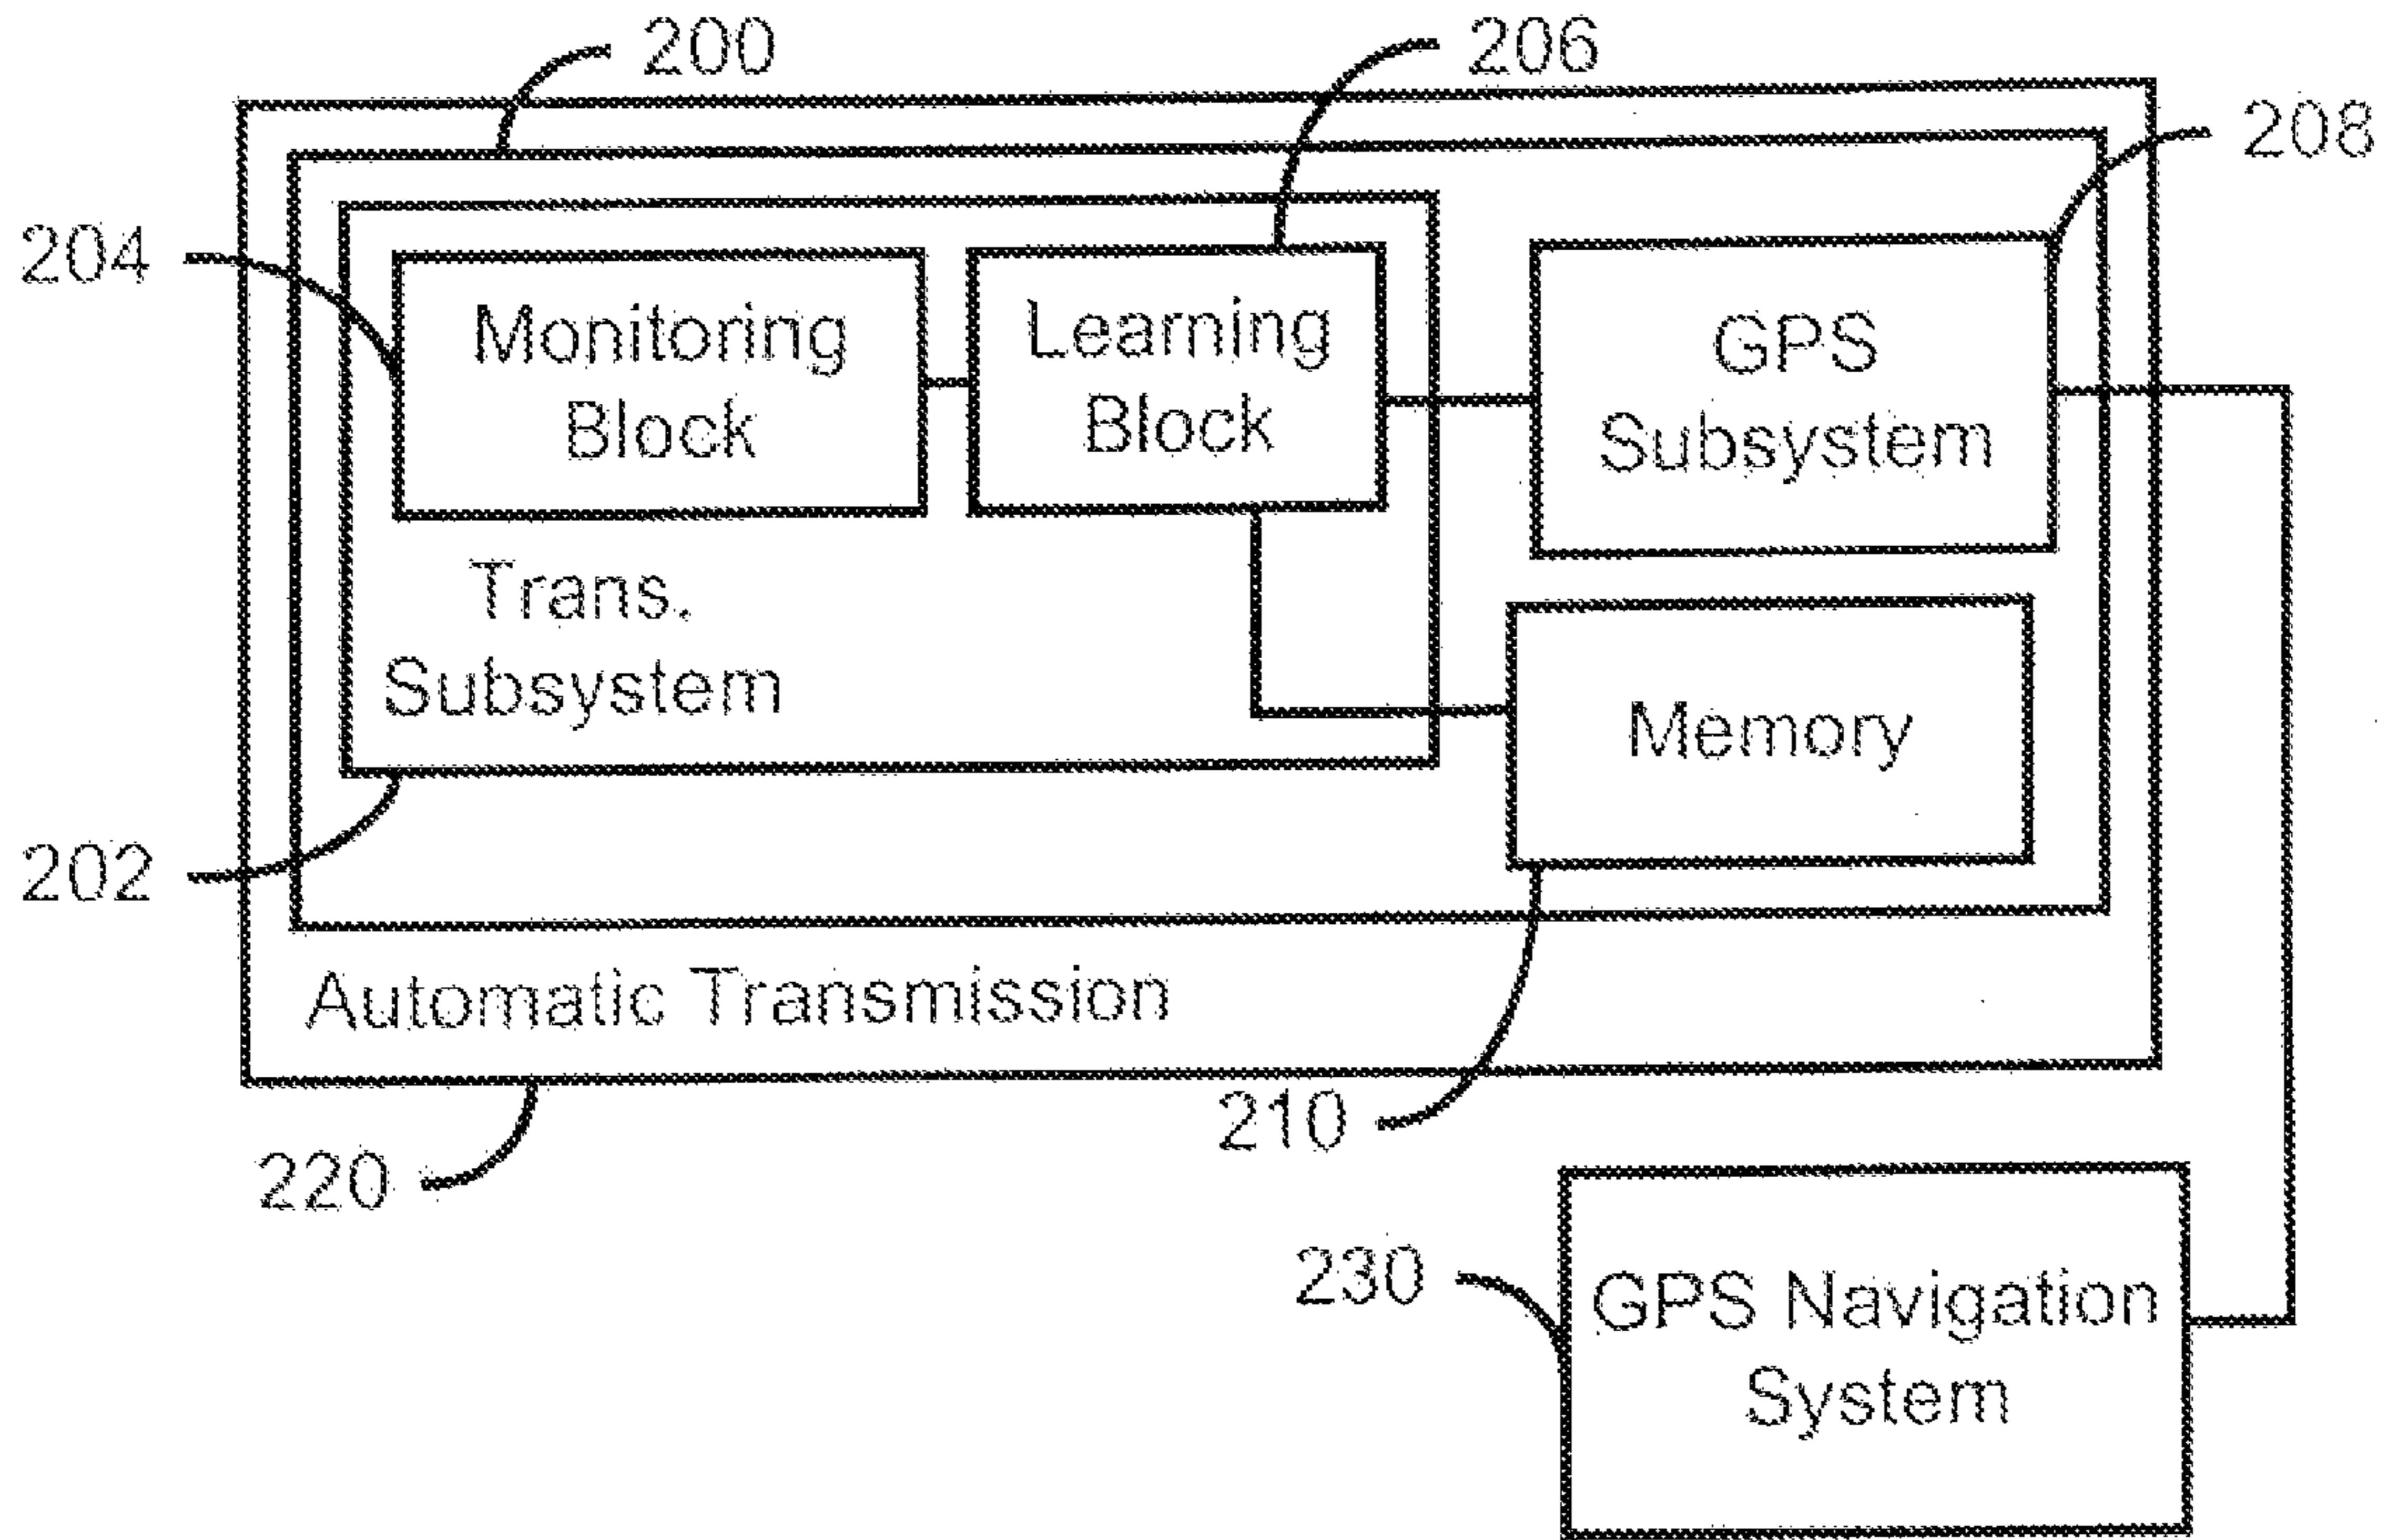 200
206
208
204
Monitoring
Block
Learning
Block
GPS
Subsystem
Trans.
Subsystem
Memory
202
Automatic Transmission
210
220
230
GPS Navigation
System